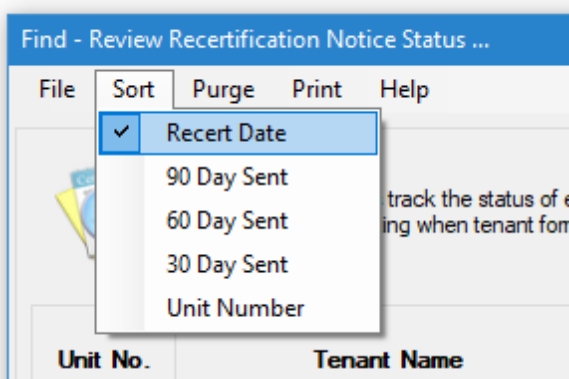 Find - Review Recertification Notice Status ...
File Sort Purge Print Help
Recert Date
90 Day Sent
track the status of
60 Day Sent
ing when tenant
30 Day Sent
Unit Number
Unit No. Tenant Name